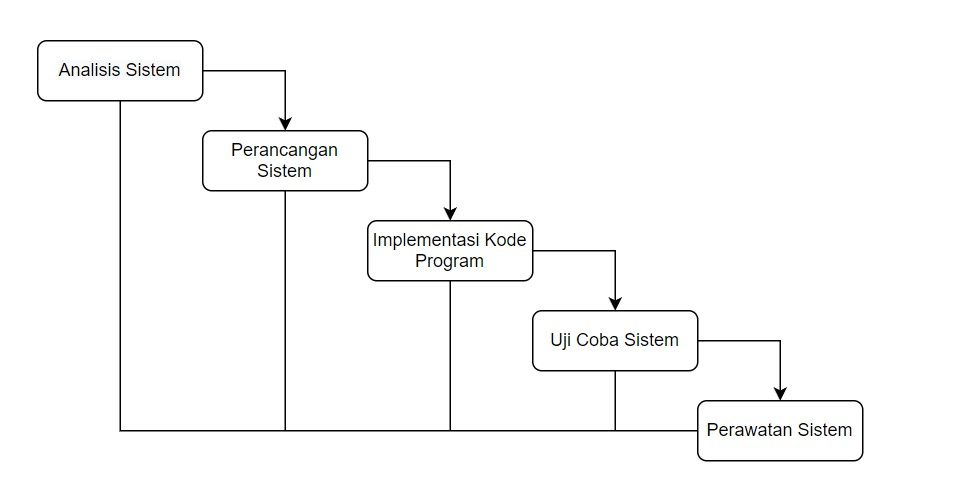 Analisis Sistem
Perancangan
Sistem
Implementasi Kode
Program
Uji Coba Sistem
Perawatan Sistem